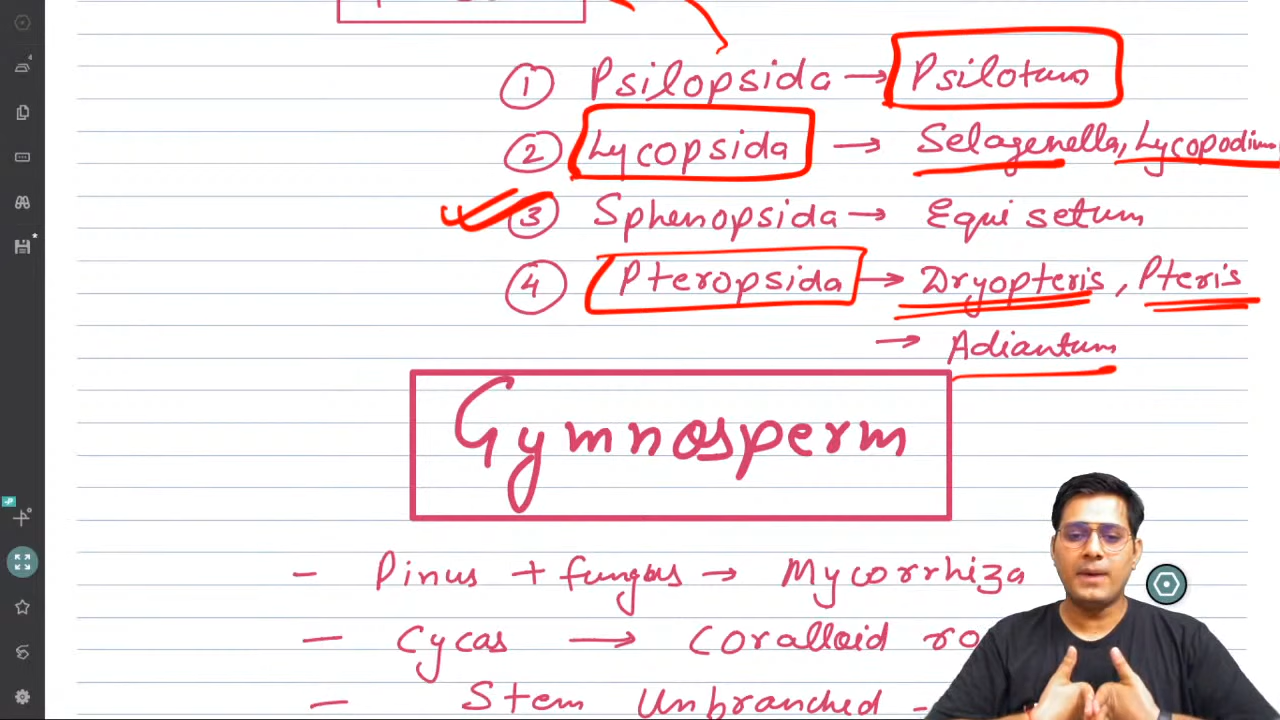 ① Psilopsida → Psilotum
② Lycopsida → Selagenella, Lycopodium
③ Sphenopsida → Equisetum
④ Pteropsida → Dryopteris, Pteris
→ Adiantum
Gymnosperm
- Pinus + fungus → Mycorrhiza
- Cycas → Coralloid
- Stem Unbranched -